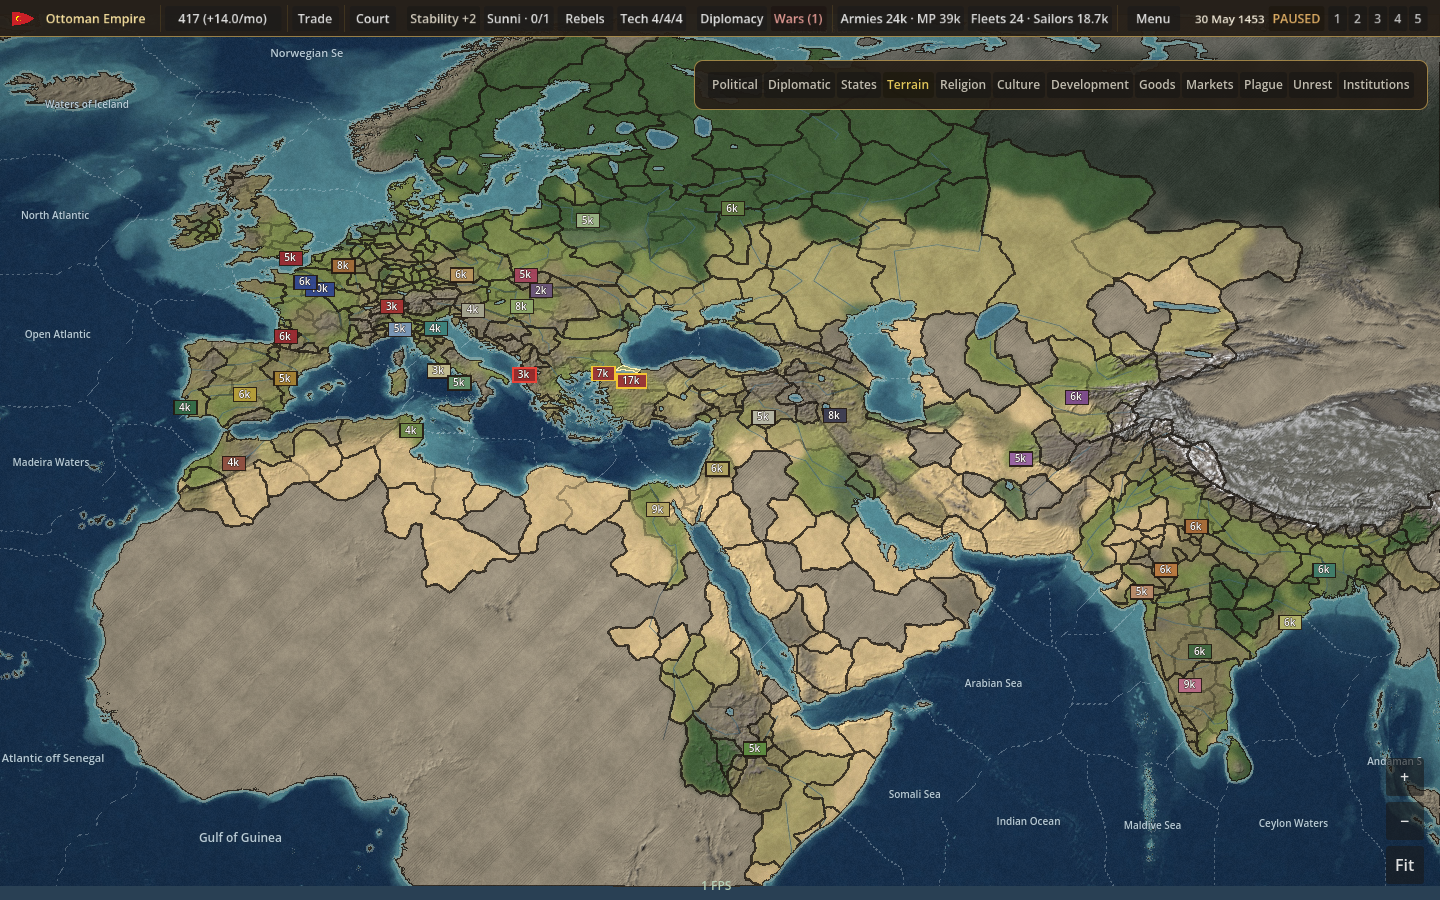 Ottoman Empire 417 (+14.0/mo) Trade Court Stability +2 Sunni · 0/1 Rebels Tech 4/4/4 Diplomacy Wars (1) Armies 24k · MP 39k Fleets 24 · Sailors 18.7k Menu 30 May 1453 PAUSED 1 2 3 4 5
Norwegian Se
Political Diplomatic States Terrain Religion Culture Development Goods Markets Plague Unrest Institutions
Waters of Iceland
North Atlantic
5k
6k
5k
8k
6k
5k
6k
2k
3k
8k
4k
Open Atlantic
5k
4k
6k
3k
5k
3k
7k
17k
5k
6k
4k
6k
4k
5k
8k
4k
5k
Madeira Waters
4k
6k
9k
6k
6k
6k
5k
6k
6k
Arabian Sea
9k
Atlantic off Senegal
5k
Somali Sea
Indian Ocean
Maldive Sea
Ceylon Waters
Gulf of Guinea
+
−
Fit
1 FPS